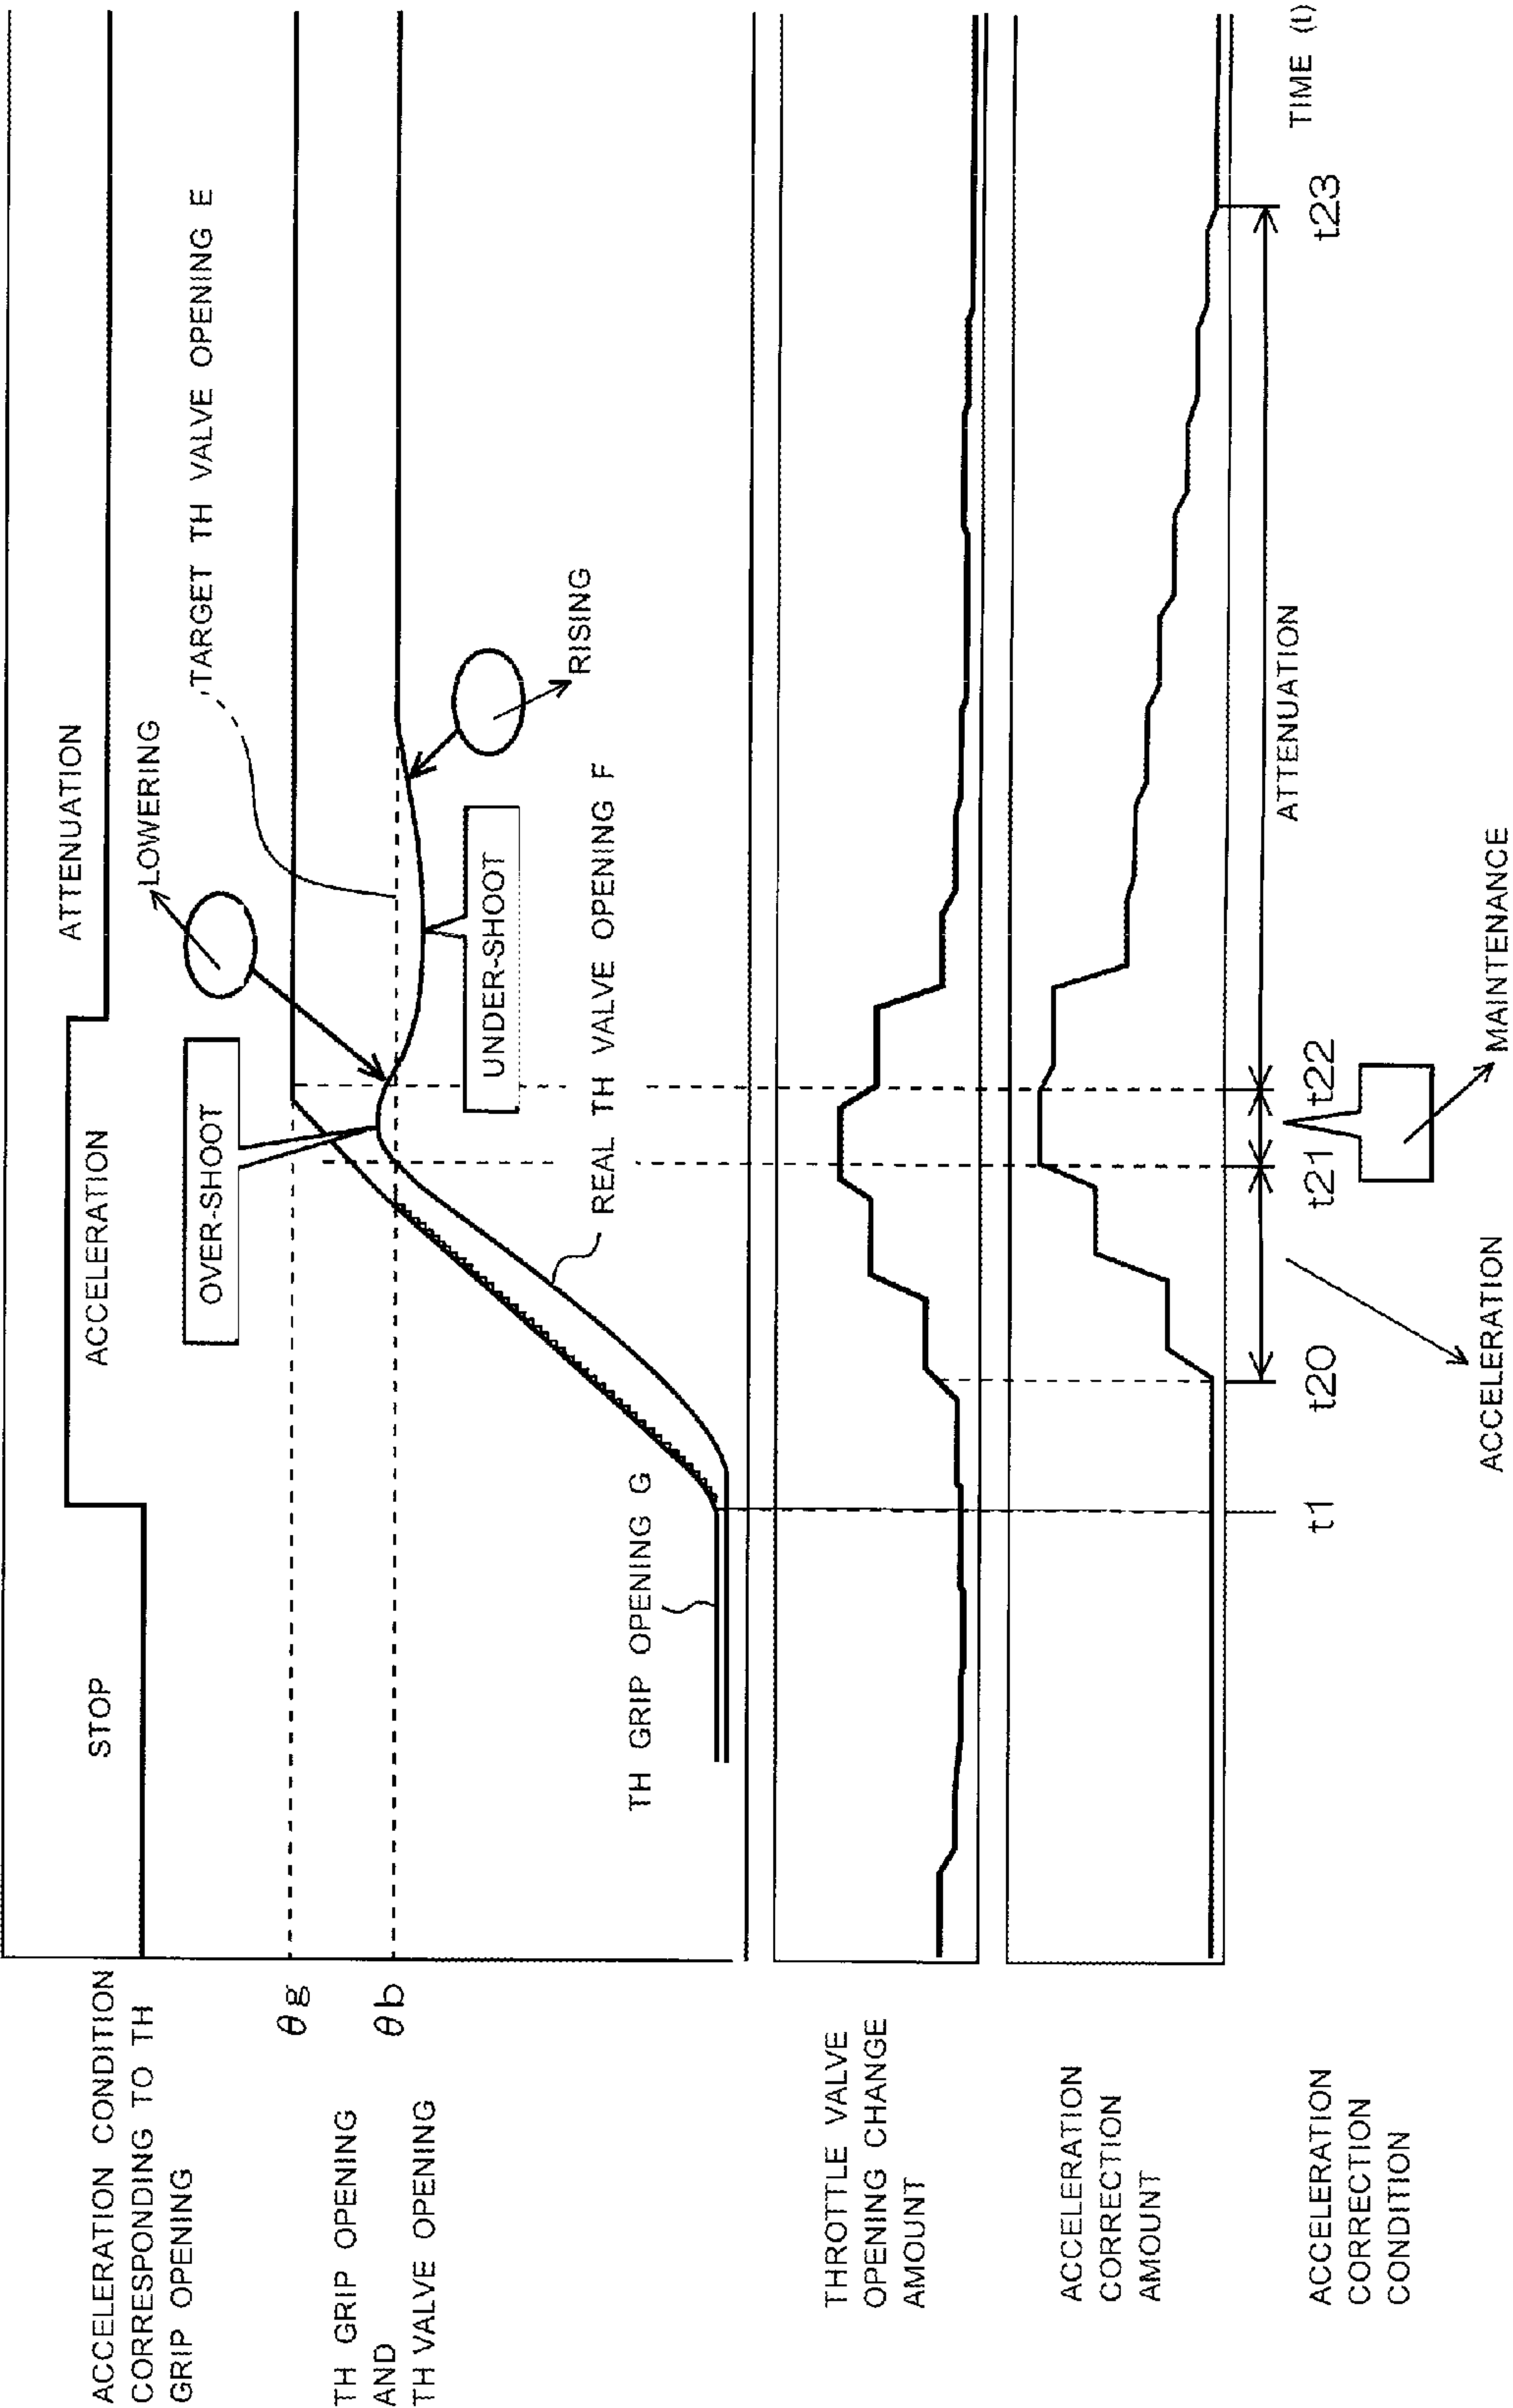 ACCELERATION CONDITION
CORRESPONDING TO TH
GRIP OPENING
STOP
ACCELERATION
ATTENUATION
LOWERING
TARGET TH VALVE OPENING E
OVER-SHOOT
θg
θb
TH GRIP OPENING
AND
TH VALVE OPENING
UNDER-SHOOT
RISING
REAL TH VALVE OPENING F
TH GRIP OPENING G
THROTTLE VALVE
OPENING CHANGE
AMOUNT
ACCELERATION
CORRECTION
AMOUNT
ACCELERATION
CORRECTION
CONDITION
ATTENUATION
t1
t20
t21
t22
t23
TIME (t)
ACCELERATION
MAINTENANCE